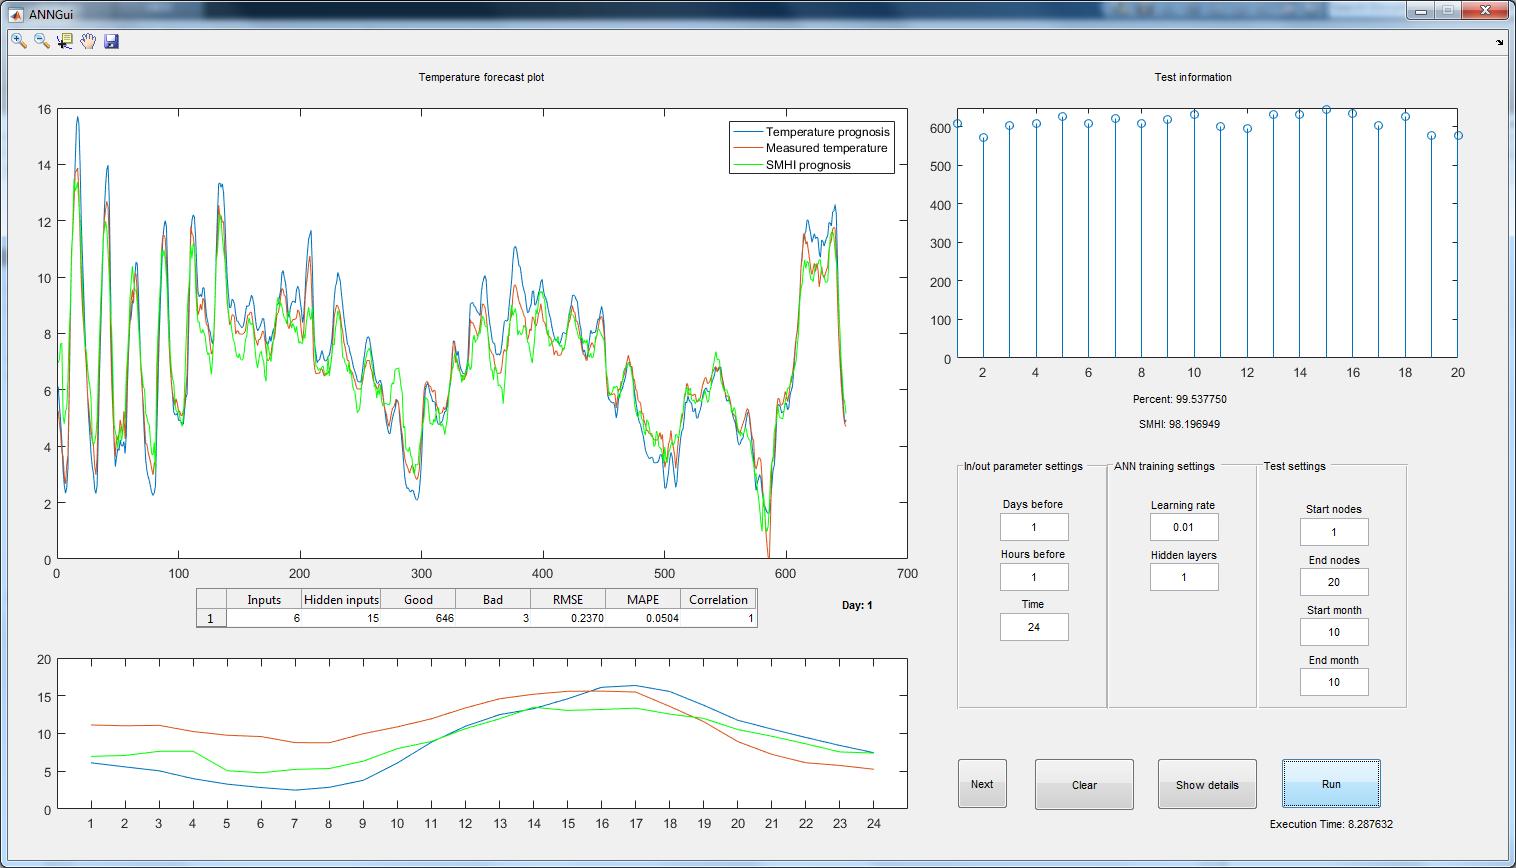 ANNGui
Temperature forecast plot
16
14
12
10
8
6
4
2
0
0 100 200 300 400 500 600 700
Temperature prognosis
Measured temperature
SMHI prognosis
Inputs Hidden inputs Good Bad RMSE MAPE Correlation
1 6 15 646 3 0.2370 0.0504 1
Day: 1
20
15
10
5
0
1 2 3 4 5 6 7 8 9 10 11 12 13 14 15 16 17 18 19 20 21 22 23 24
Test information
600
500
400
300
200
100
0
2 4 6 8 10 12 14 16 18 20
Percent: 99.537750
SMHI: 98.196949
In/out parameter settings
Days before
1
Hours before
1
Time
24
ANN training settings
Learning rate
0.01
Hidden layers
1
Test settings
Start nodes
1
End nodes
20
Start month
10
End month
10
Next Clear Show details Run
Execution Time: 8.287632